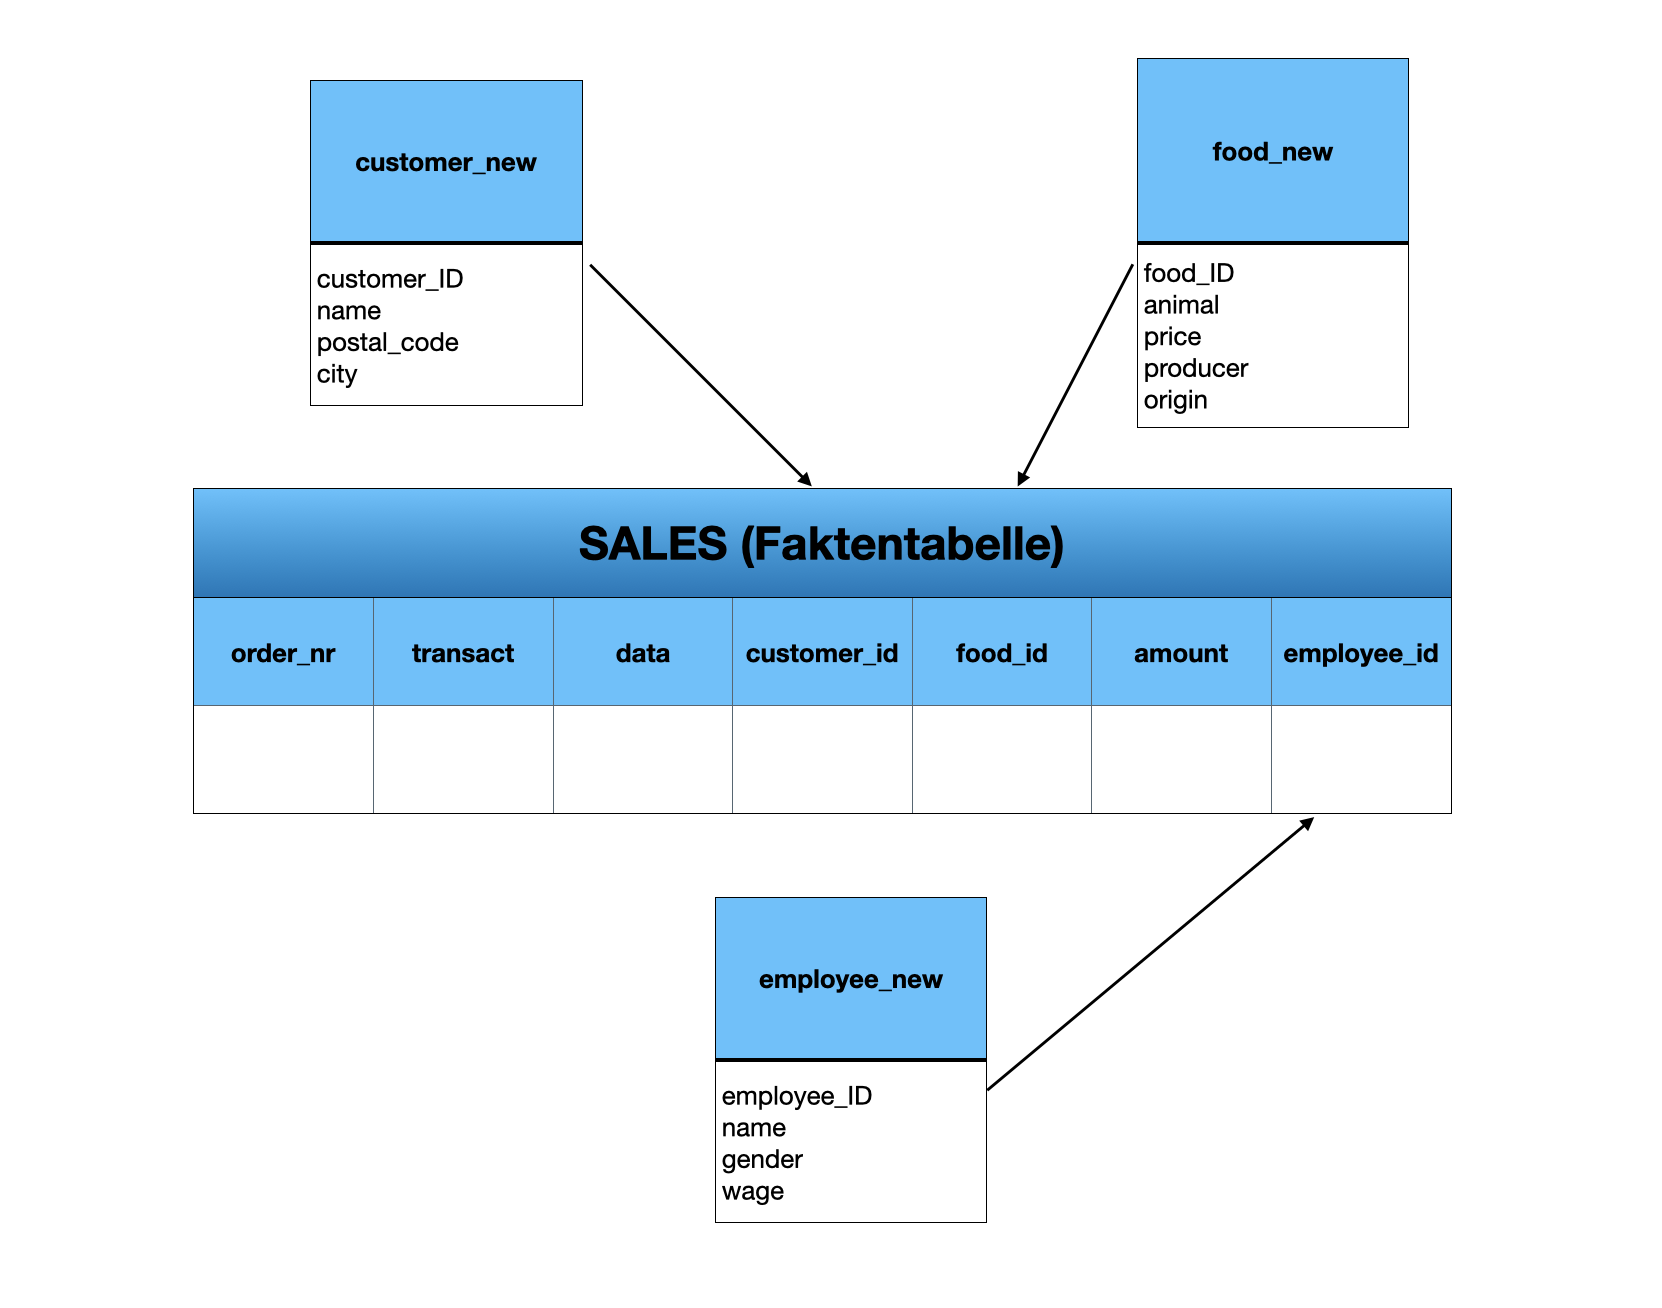 customer_new
customer_ID
name
postal_code
city
food_new
food_ID
animal
price
producer
origin
SALES (Faktentabelle)
order_nr transact data customer_id food_id amount employee_id
employee_new
employee_ID
name
gender
wage